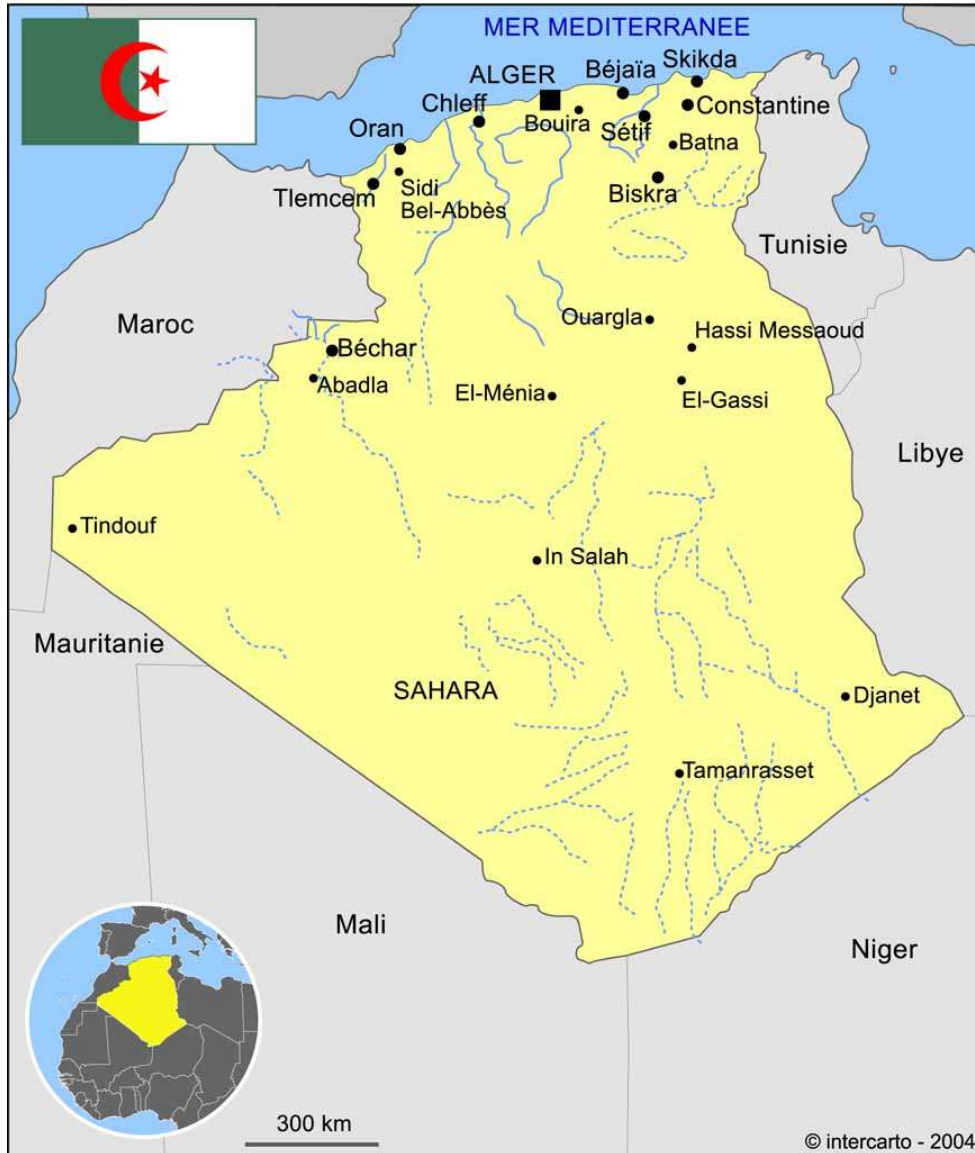 MER MEDITERRANEE
Skikda
ALGER
Béjaïa
Chleff
Constantine
Bouira
Sétif
Oran
Batna
Tlemcem
Sidi
Bel-Abbès
Biskra
Tunisie
Maroc
Ouargla
Hassi Messaoud
Béchar
Abadla
El-Ménia
El-Gassi
Libye
Tindouf
In Salah
Mauritanie
SAHARA
Djanet
Tamanrasset
Mali
Niger
300 km
© intercarto - 2004